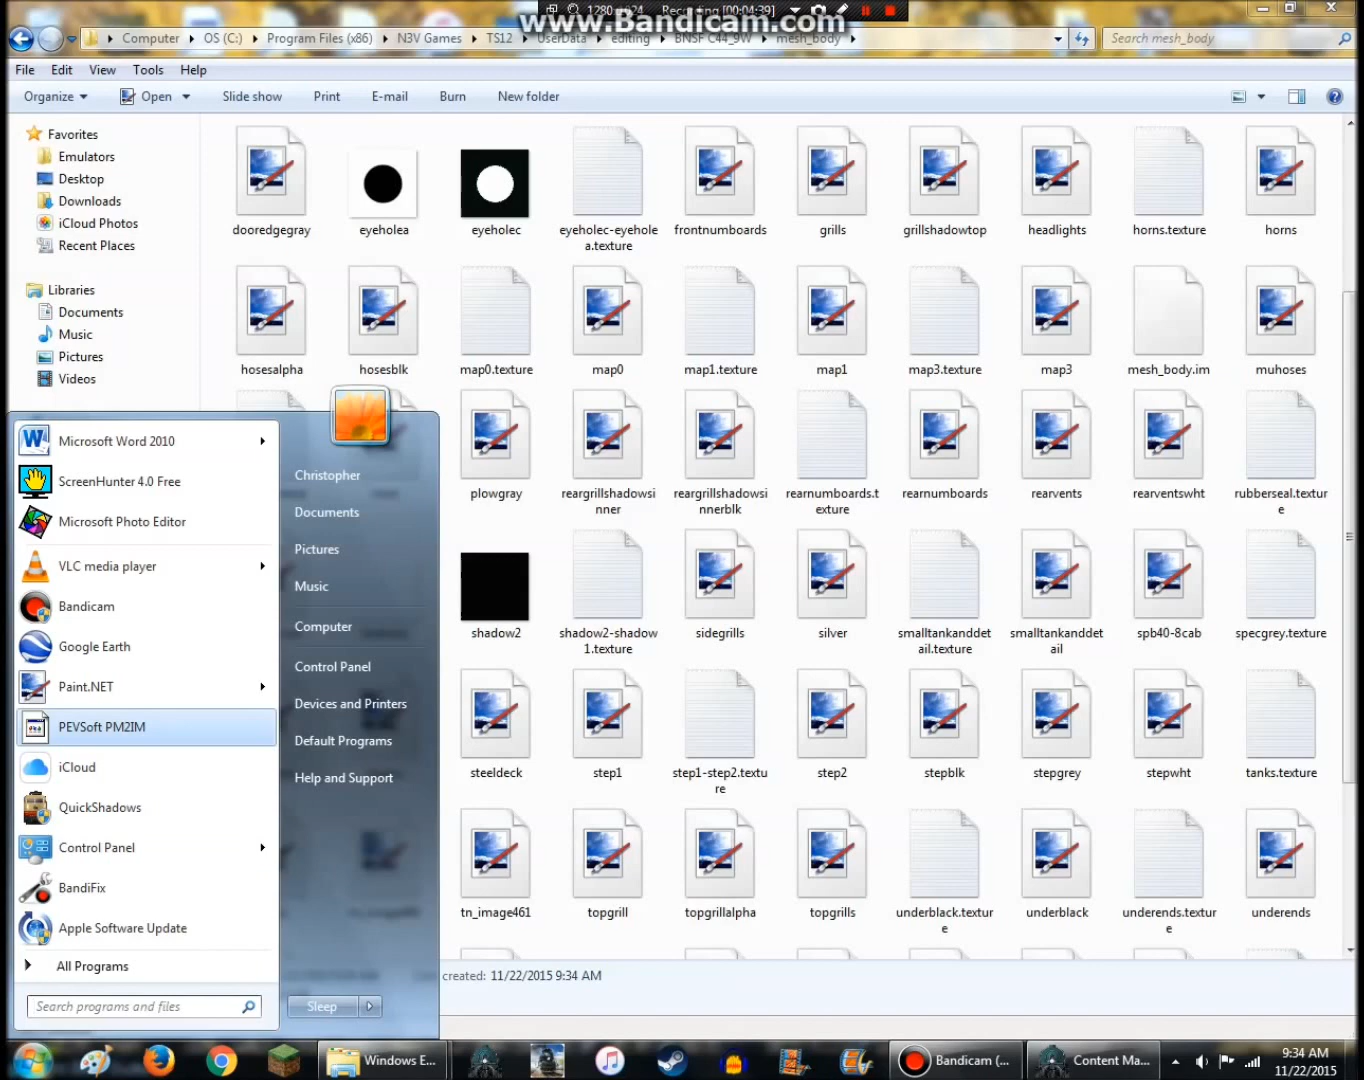 1280x1024 Recording [00:04:39]
www.Bandicam.com
Computer OS (C:) Program Files (x86) N3V Games TS12 UserData editing BNSF C44_9W mesh_body
Search mesh_body
File Edit View Tools Help
Organize Open Slide show Print E-mail Burn New folder
Favorites
Emulators
Desktop
Downloads
iCloud Photos
Recent Places
Libraries
Documents
Music
Pictures
Videos
dooredgegray eyeholea eyeholec eyeholec-eyehole frontnumboards grills grillshadowtop headlights horns.texture horns
a.texture
hosesalpha hosesblk map0.texture map0 map1.texture map1 map3.texture map3 mesh_body.im muhoses
plowgray reargrillshadowsi reargrillshadowsi rearnumboards.t rearnumboards rearvents rearventswht rubberseal.textur
nner nnerblk exture e
shadow2 shadow2-shadow sidegrills silver smalltankanddet smalltankanddet spb40-8cab specgrey.texture
1.texture ail.texture ail
steeldeck step1 step1-step2.textu step2 stepblk stepgrey stepwht tanks.texture
re
tn_image461 topgrill topgrillalpha topgrills underblack.textur underblack underends.textur underends
e e
created: 11/22/2015 9:34 AM
Microsoft Word 2010
ScreenHunter 4.0 Free
Microsoft Photo Editor
VLC media player
Bandicam
Google Earth
Paint.NET
PEVSoft PM2IM
iCloud
QuickShadows
Control Panel
BandiFix
Apple Software Update
All Programs
Search programs and files
Christopher
Documents
Pictures
Music
Computer
Control Panel
Devices and Printers
Default Programs
Help and Support
Sleep
Windows E...
Bandicam (...
Content Ma...
9:34 AM
11/22/2015